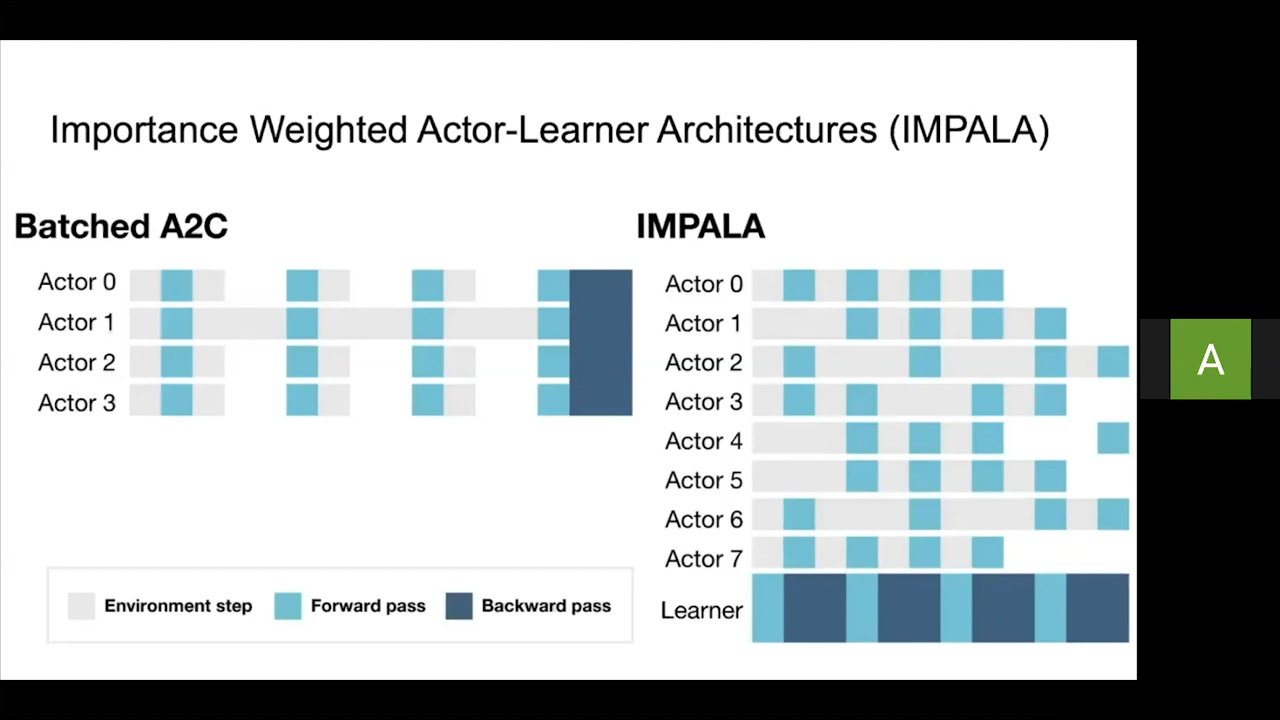 Importance Weighted Actor-Learner Architectures (IMPALA)
Batched A2C
Actor 0
Actor 1
Actor 2
Actor 3
Environment step
Forward pass
Backward pass
IMPALA
Actor 0
Actor 1
Actor 2
Actor 3
Actor 4
Actor 5
Actor 6
Actor 7
Learner
A